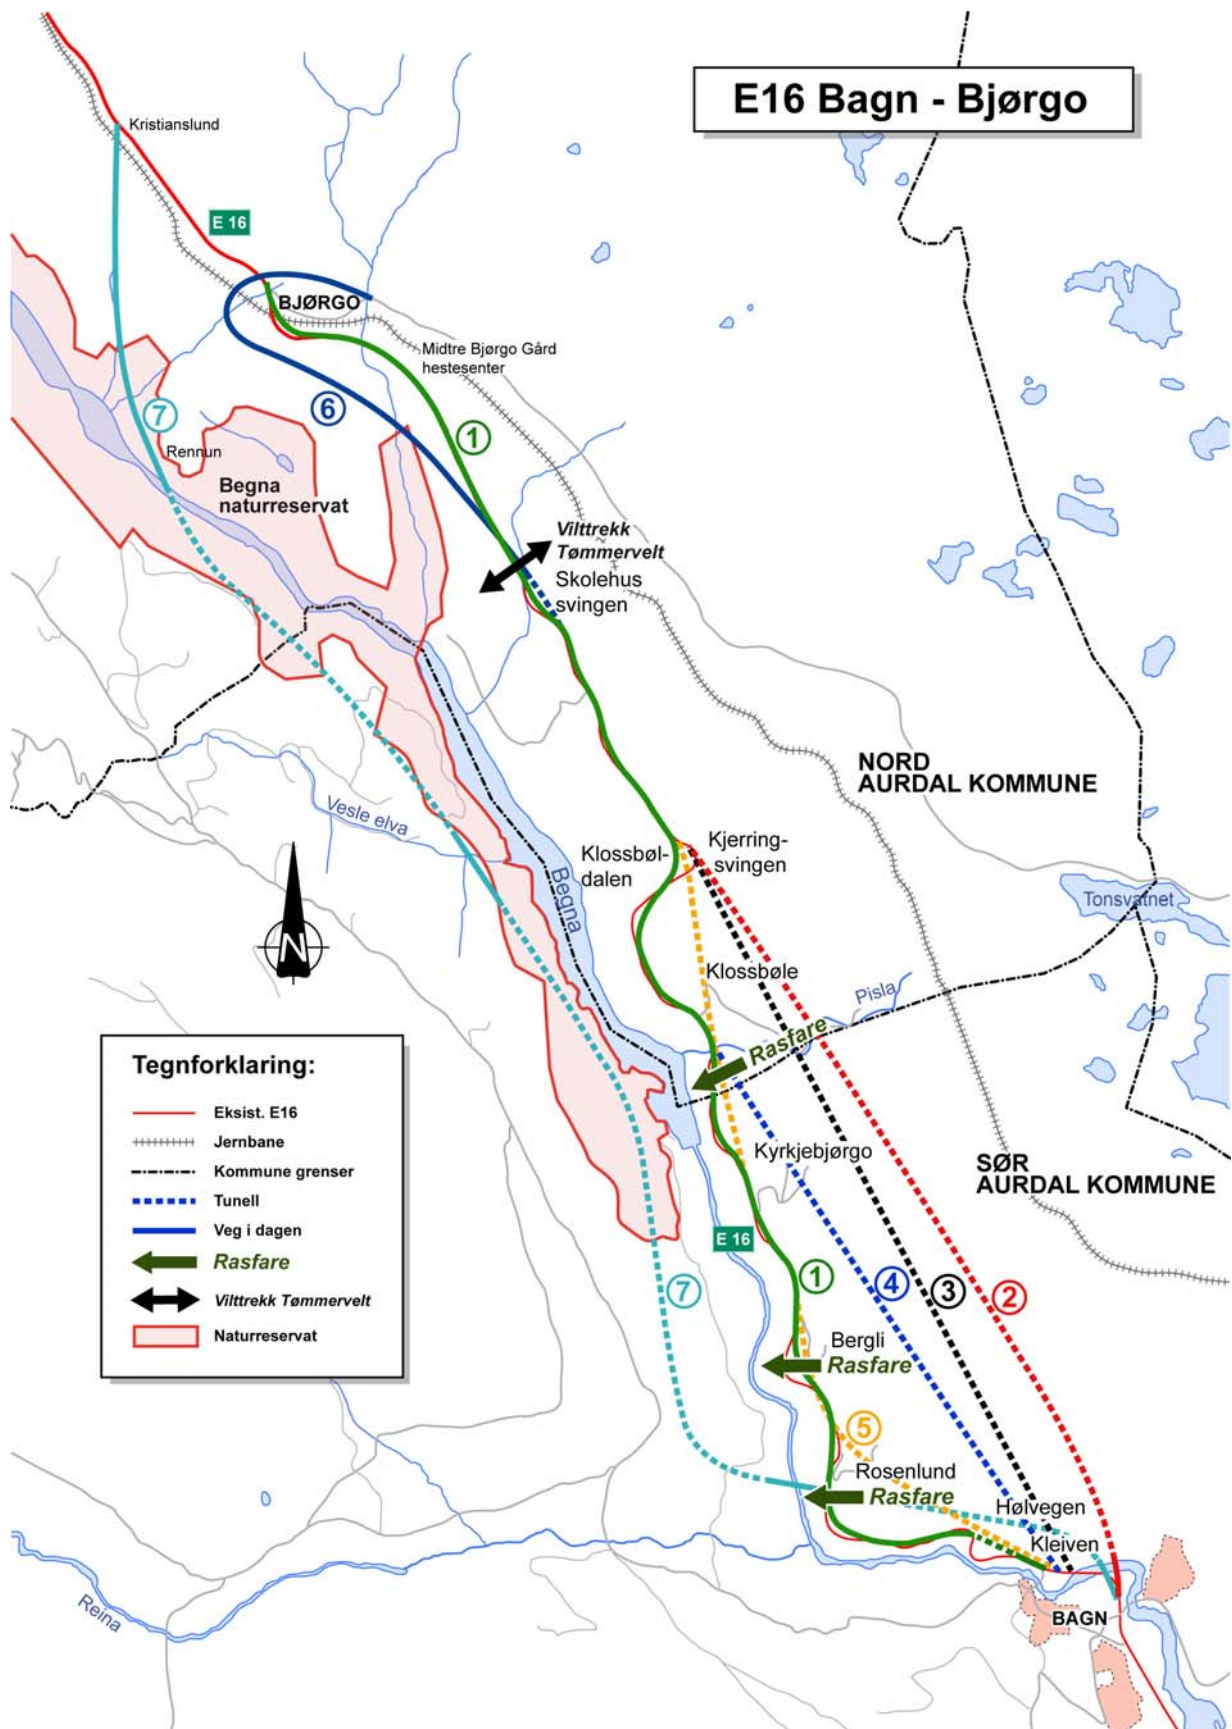 E16 Bagn - Bjørgo
Kristianslund
E 16
BJØRGO
Midtre Bjørgo Gård
hestesenter
7
6
1
Rennun
Begna
naturreservat
Vilttrekk
Tømmervelt
Skolehus
svingen
NORD
AURDAL KOMMUNE
Vesle elva
Klossbøl-
dalen
Kjerring-
svingen
Begna
Tonsvatnet
N
Klossbøle
Pisla
Rasfare
Tegnforklaring:
Eksist. E16
Jernbane
Kommune grenser
Tunell
Veg i dagen
Rasfare
Vilttrekk Tømmervelt
Naturreservat
Kyrkjebjørgo
SØR
AURDAL KOMMUNE
E 16
7
1
4
3
2
Bergli
Rasfare
5
Rosenlund
Rasfare
Hølvegen
Kleiven
Reina
BAGN